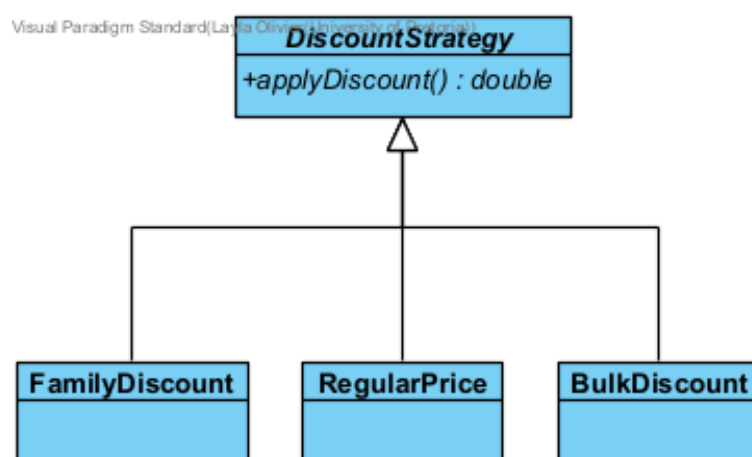 Visual Paradigm Standard(Layla Olivier(University of Pretoria))
DiscountStrategy
+applyDiscount() : double
FamilyDiscount
RegularPrice
BulkDiscount